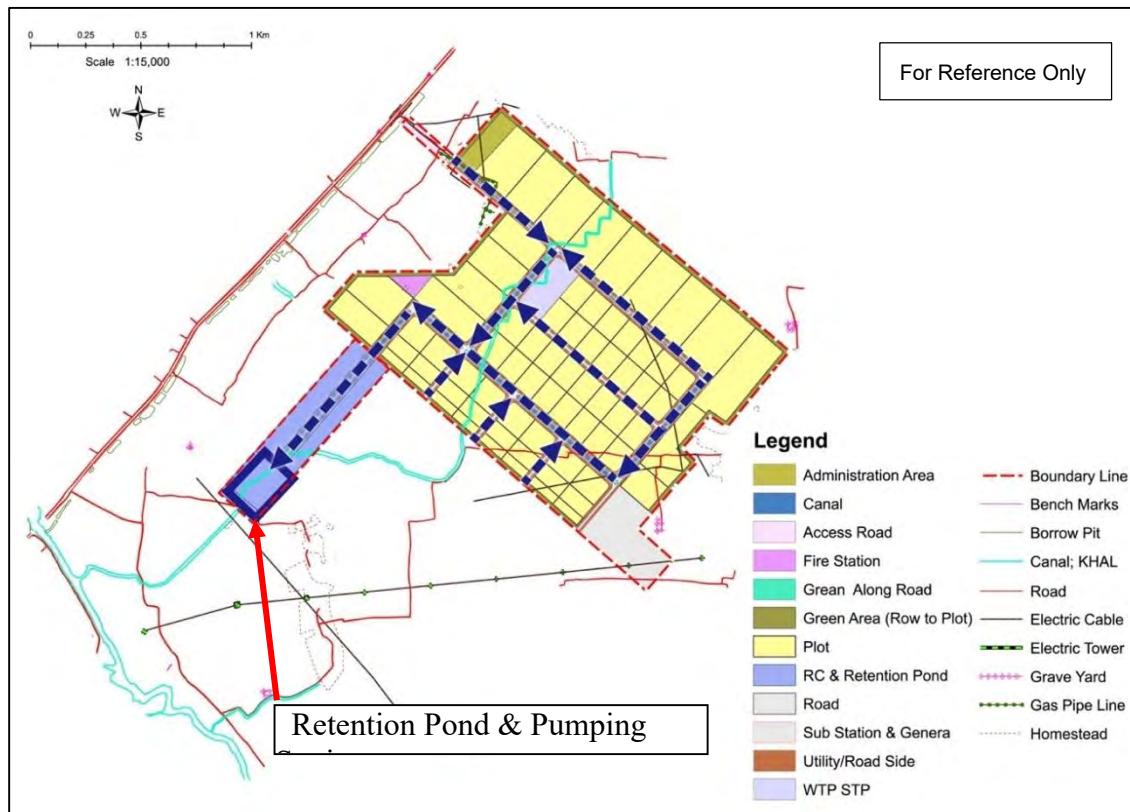 0 0.25 0.5 1 Km
Scale 1:15,000
N
W E
S
For Reference Only
Legend
Administration Area
Canal
Access Road
Fire Station
Grean Along Road
Green Area (Row to Plot)
Plot
RC & Retention Pond
Road
Sub Station & Genera
Utility/Road Side
WTP STP
Boundary Line
Bench Marks
Borrow Pit
Canal; KHAL
Road
Electric Cable
Electric Tower
Grave Yard
Gas Pipe Line
Homestead
Retention Pond & Pumping